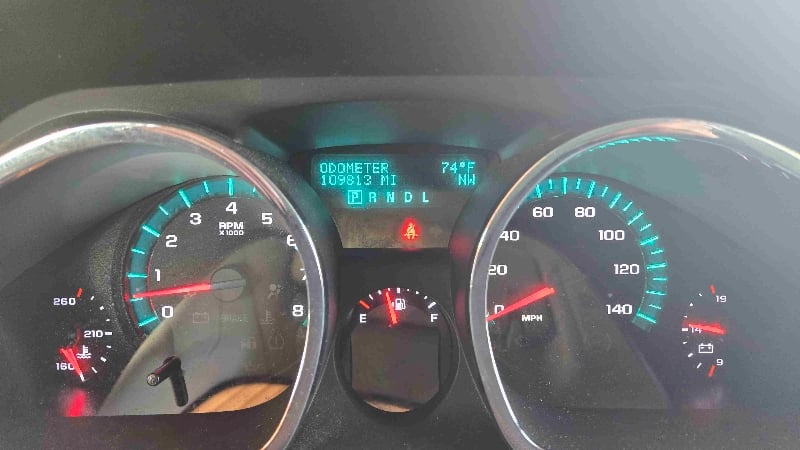 ODOMETER 74°F
109813 MI NW
P R N D L
0 1 2 3 4 5 6 7 8
RPM
X1000
BRAKE
260
210
160
E F
0 20 40 60 80 100 120 140
MPH
19
14
9